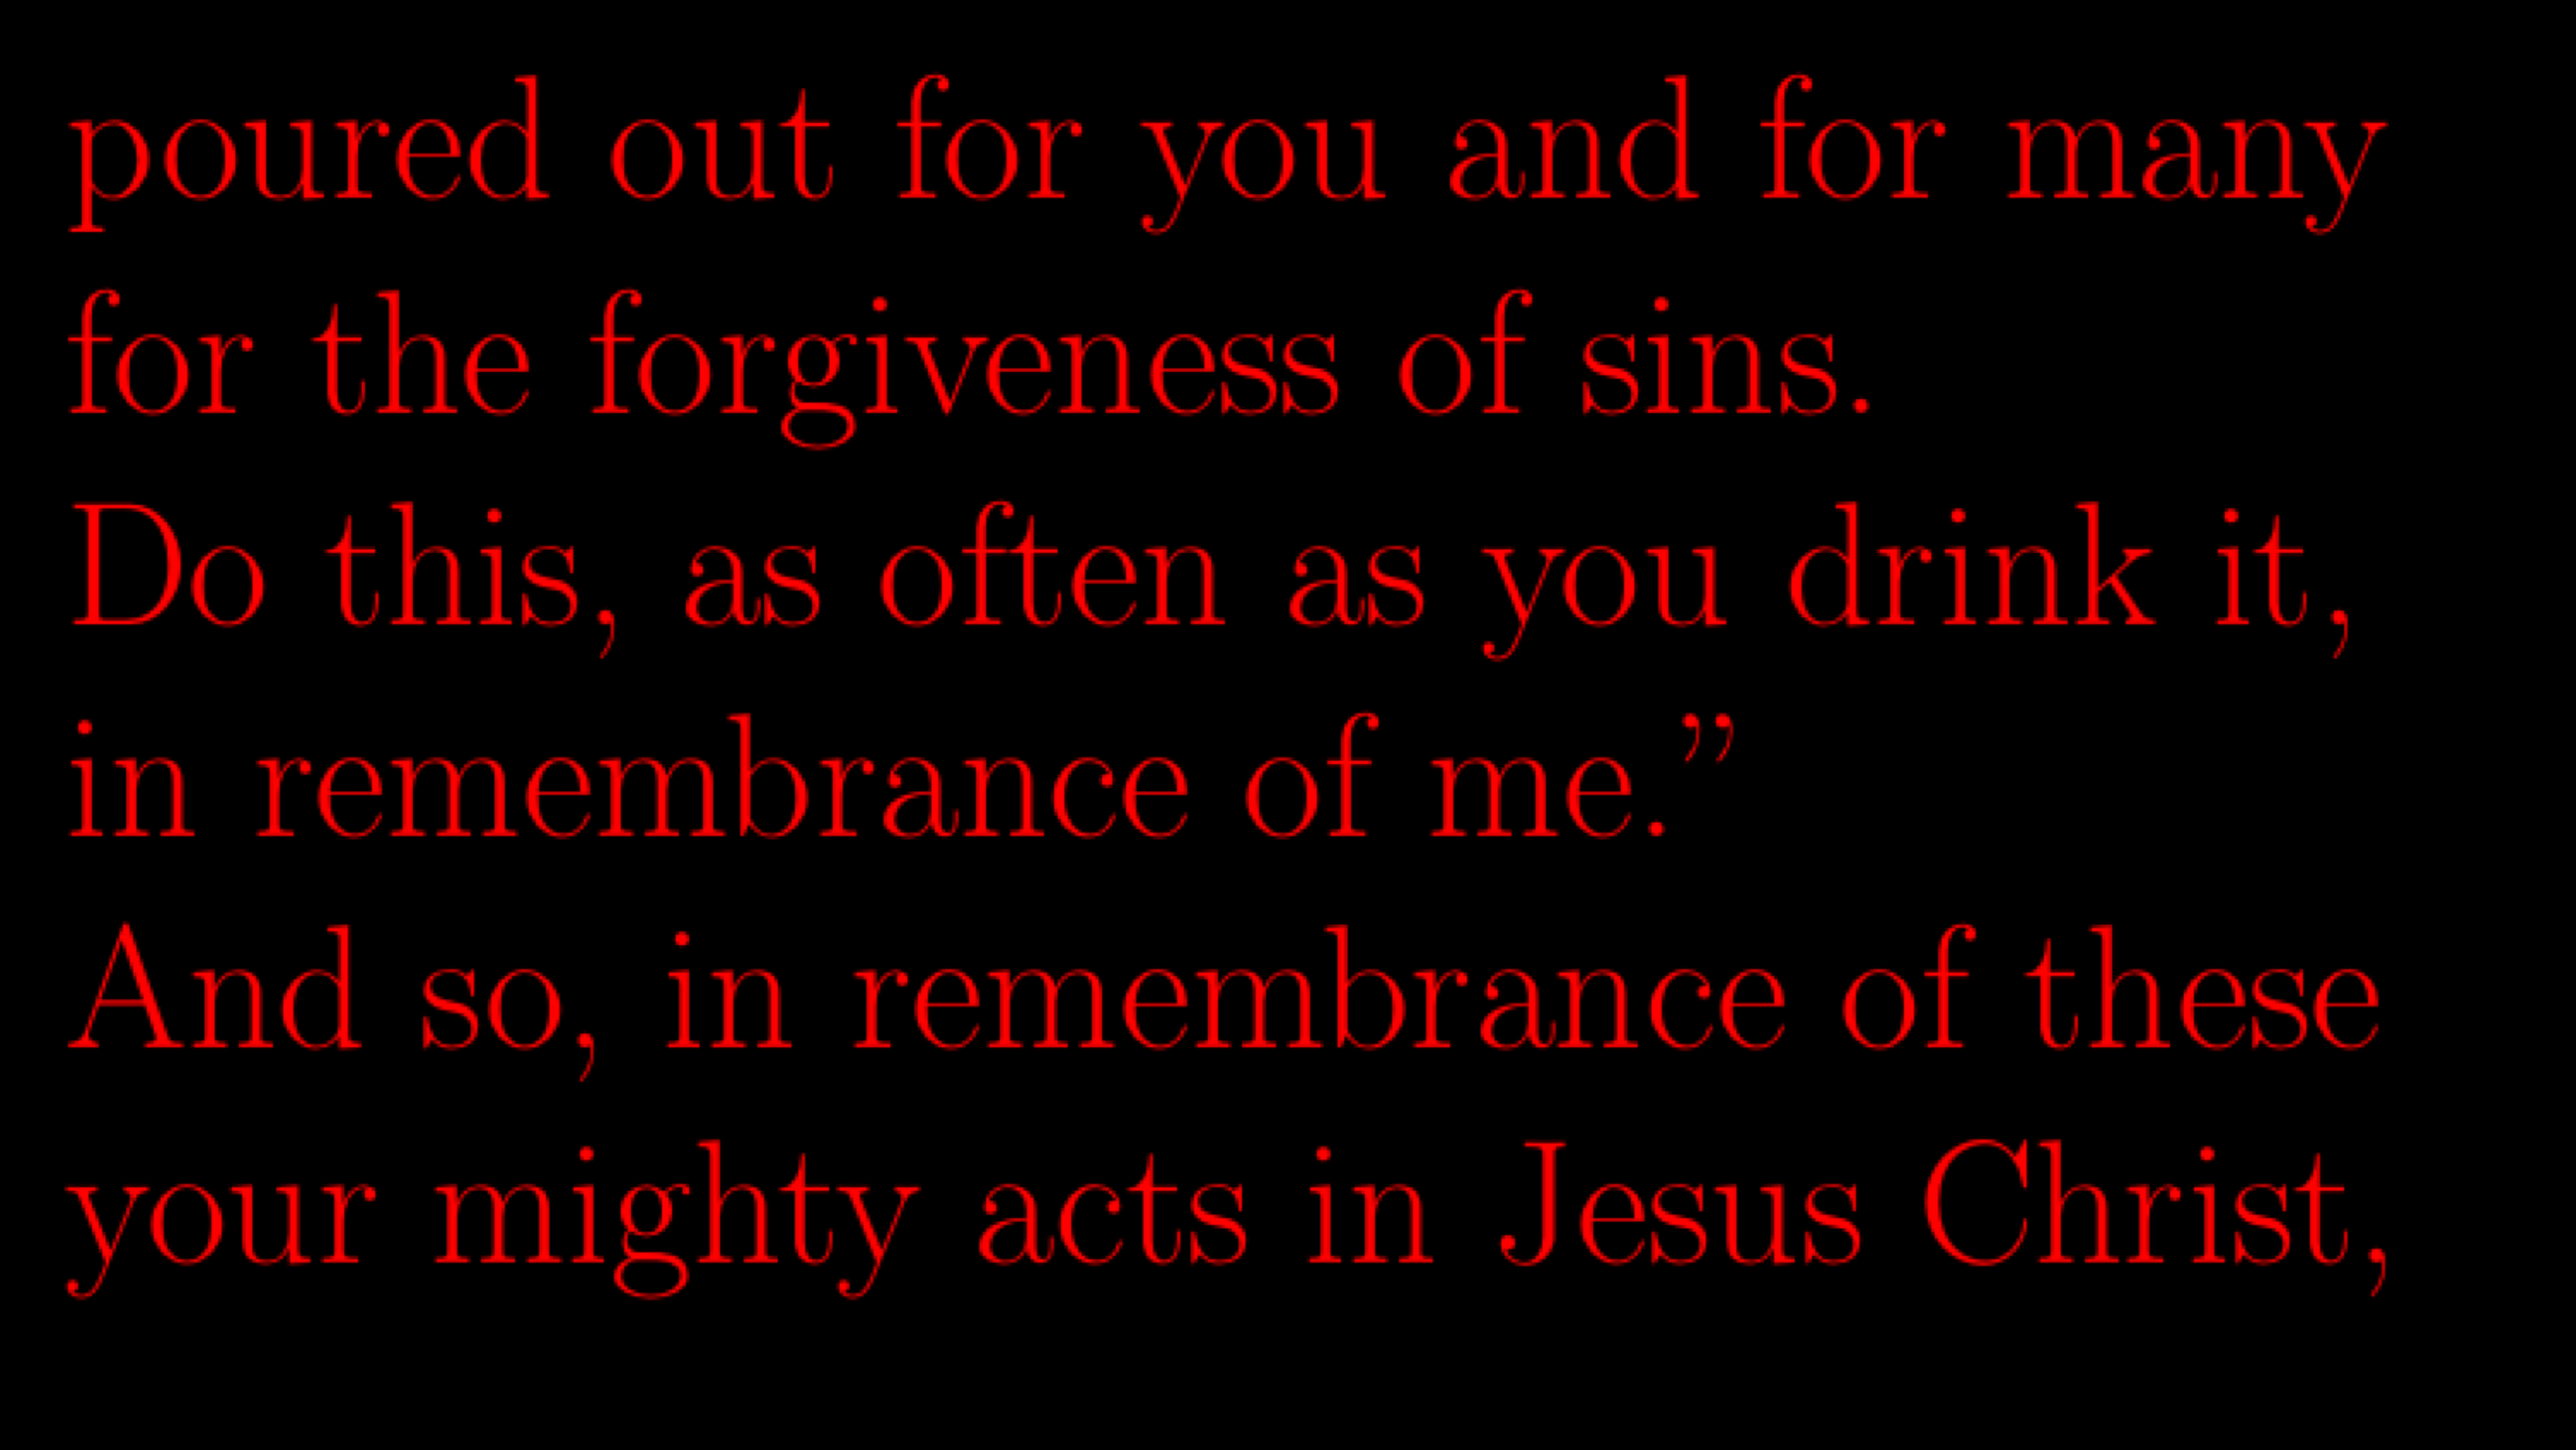 poured out for you and for many
for the forgiveness of sins.
Do this, as often as you drink it,
in remembrance of me.”
And so, in remembrance of these
your mighty acts in Jesus Christ,